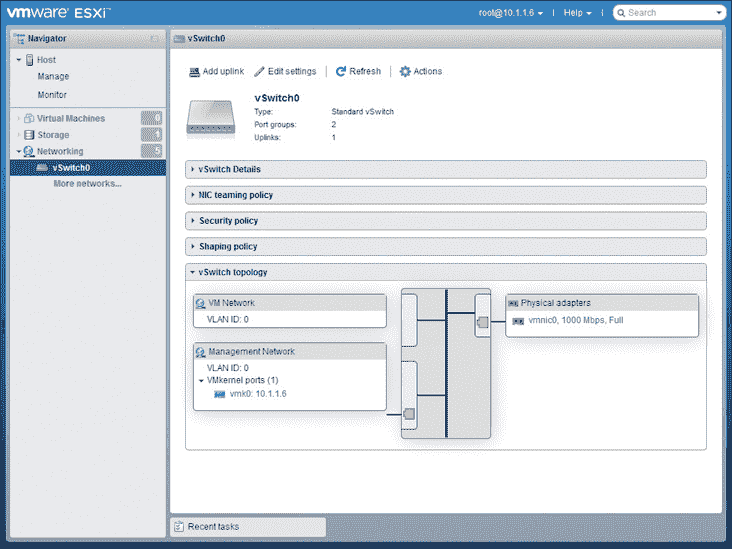 vmware ESXi™
root@10.1.1.6
Help
Search
Navigator
Host
Manage
Monitor
Virtual Machines
Storage
Networking
vSwitch0
More networks...
vSwitch0
Add uplink
Edit settings
Refresh
Actions
vSwitch0
Type: Standard vSwitch
Port groups: 2
Uplinks: 1
vSwitch Details
NIC teaming policy
Security policy
Shaping policy
vSwitch topology
VM Network
VLAN ID: 0
Management Network
VLAN ID: 0
VMkernel ports (1)
vmk0: 10.1.1.6
Physical adapters
vmnic0, 1000 Mbps, Full
Recent tasks